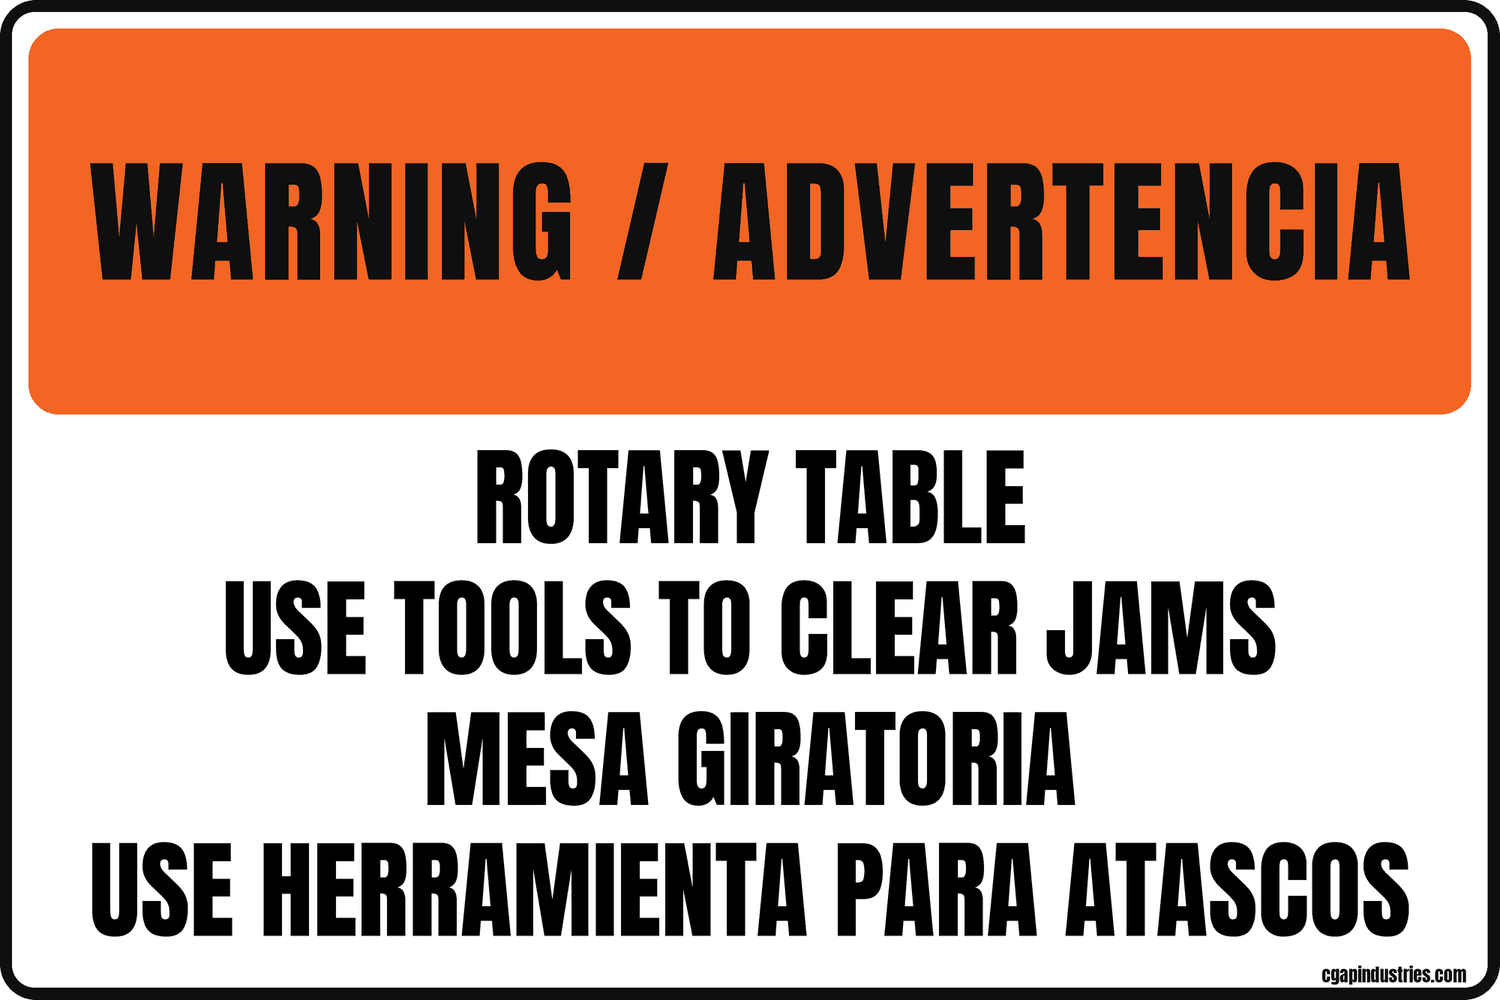 WARNING / ADVERTENCIA
ROTARY TABLE
USE TOOLS TO CLEAR JAMS
MESA GIRATORIA
USE HERRAMIENTA PARA ATASCOS
cgapindustries.com